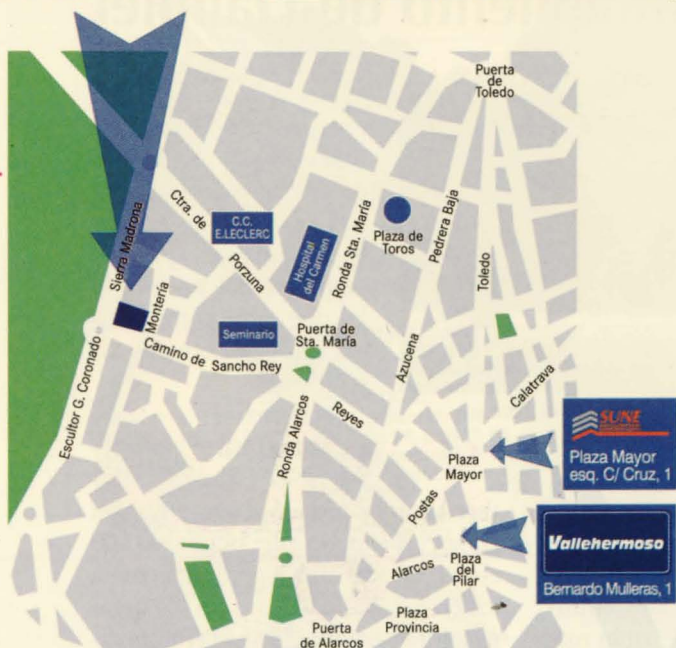 Puerta
de
Toledo
Sierra Madrona
Ctra. de
Porzuna
C.C.
E.LECLERC
Hospital
del Carmen
Ronda Sta. María
Plaza de
Toros
Pedrera Baja
Toledo
Montería
Seminario
Puerta de
Sta. María
Camino de
Sancho Rey
Escultor G. Coronado
Azucena
Reyes
Calatrava
Ronda Alarcos
Plaza
Mayor
Postas
SUNE
Plaza Mayor
esq. C/ Cruz, 1
Alarcos
Plaza
del
Pilar
Vallehermoso
Bernardo Mulleras, 1
Plaza
Provincia
Puerta
de Alarcos